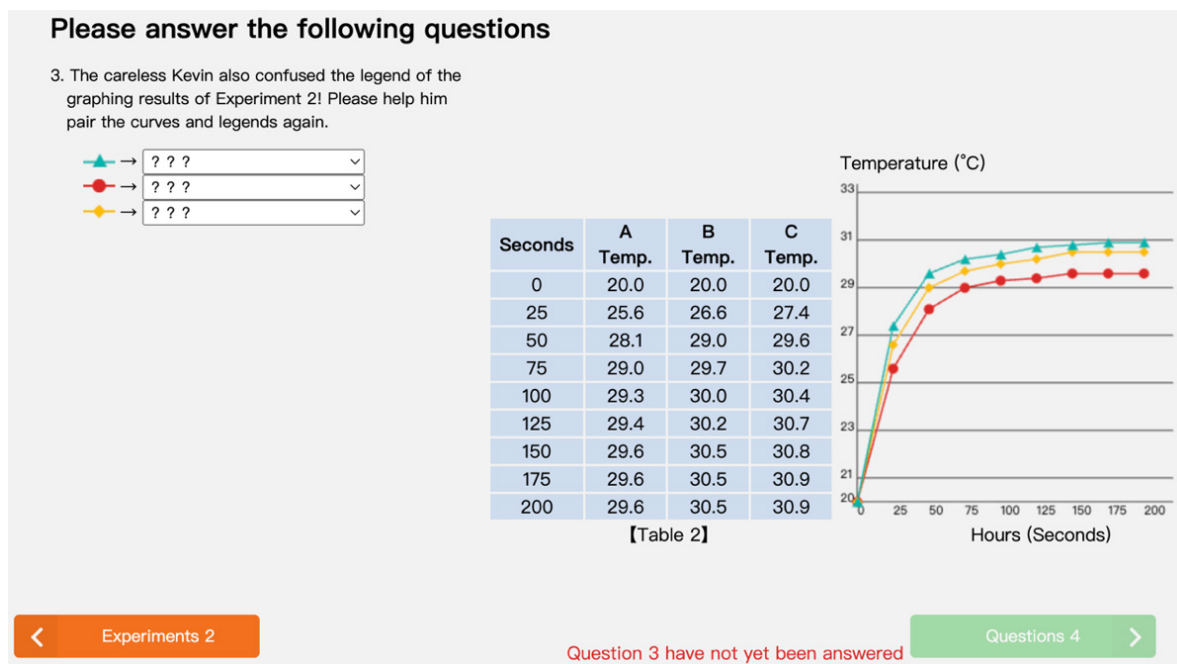 Please answer the following questions
3. The careless Kevin also confused the legend of the
graphing results of Experiment 2! Please help him
pair the curves and legends again.
→ ? ? ?
→ ? ? ?
→ ? ? ?
Seconds A Temp. B Temp. C Temp.
0 20.0 20.0 20.0
25 25.6 26.6 27.4
50 28.1 29.0 29.6
75 29.0 29.7 30.2
100 29.3 30.0 30.4
125 29.4 30.2 30.7
150 29.6 30.5 30.8
175 29.6 30.5 30.9
200 29.6 30.5 30.9
【Table 2】
Temperature (°C)
33
31
29
27
25
23
21
20
0 25 50 75 100 125 150 175 200
Hours (Seconds)
Experiments 2
Question 3 have not yet been answered
Questions 4